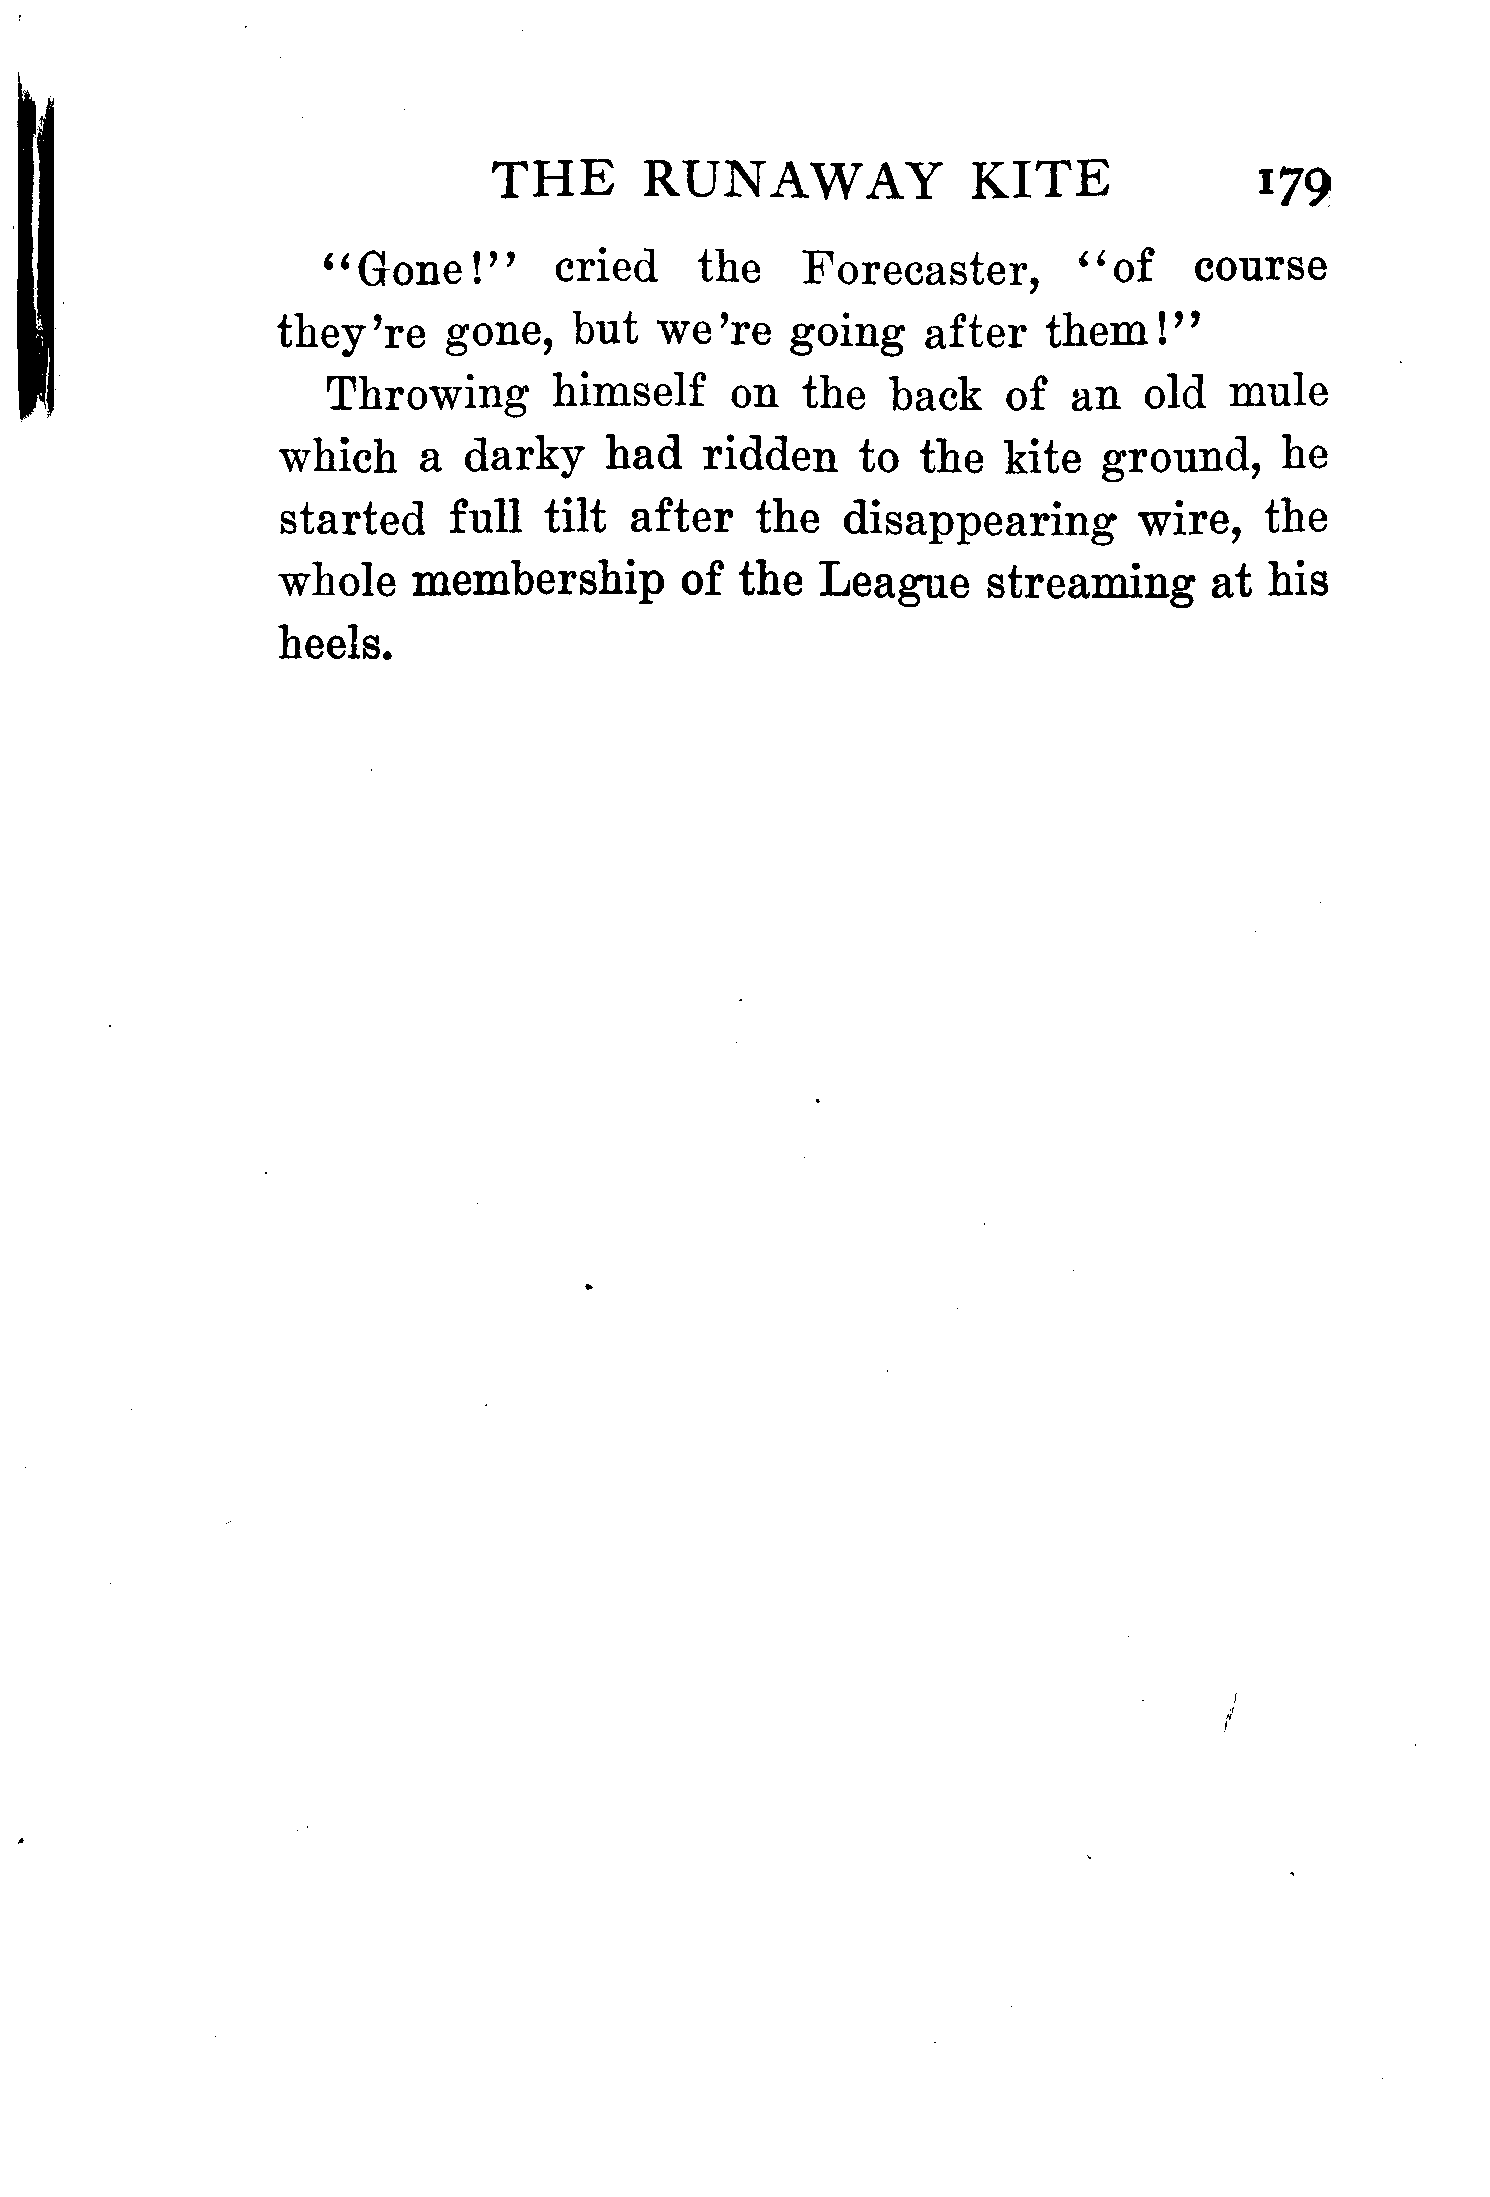 THE RUNAWAY KITE 179
“Gone!” cried the Forecaster, “of course
they’re gone, but we’re going after them!”
Throwing himself on the back of an old mule
which a darky had ridden to the kite ground, he
started full tilt after the disappearing wire, the
whole membership of the League streaming at his
heels.